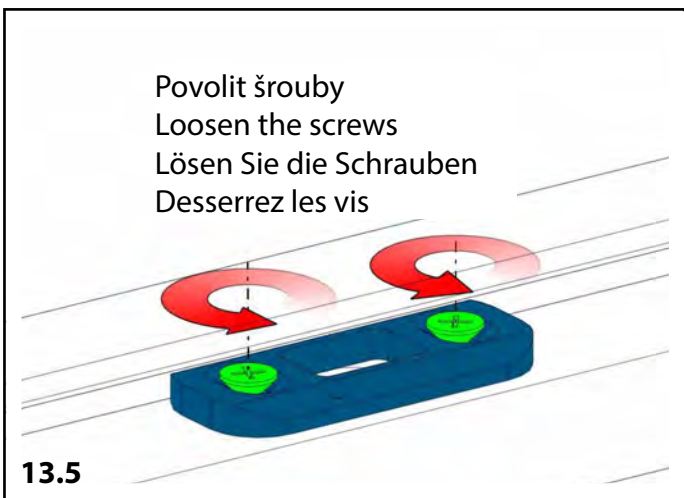 Povolit šrouby
Loosen the screws
Lösen Sie die Schrauben
Desserrez les vis
13.5